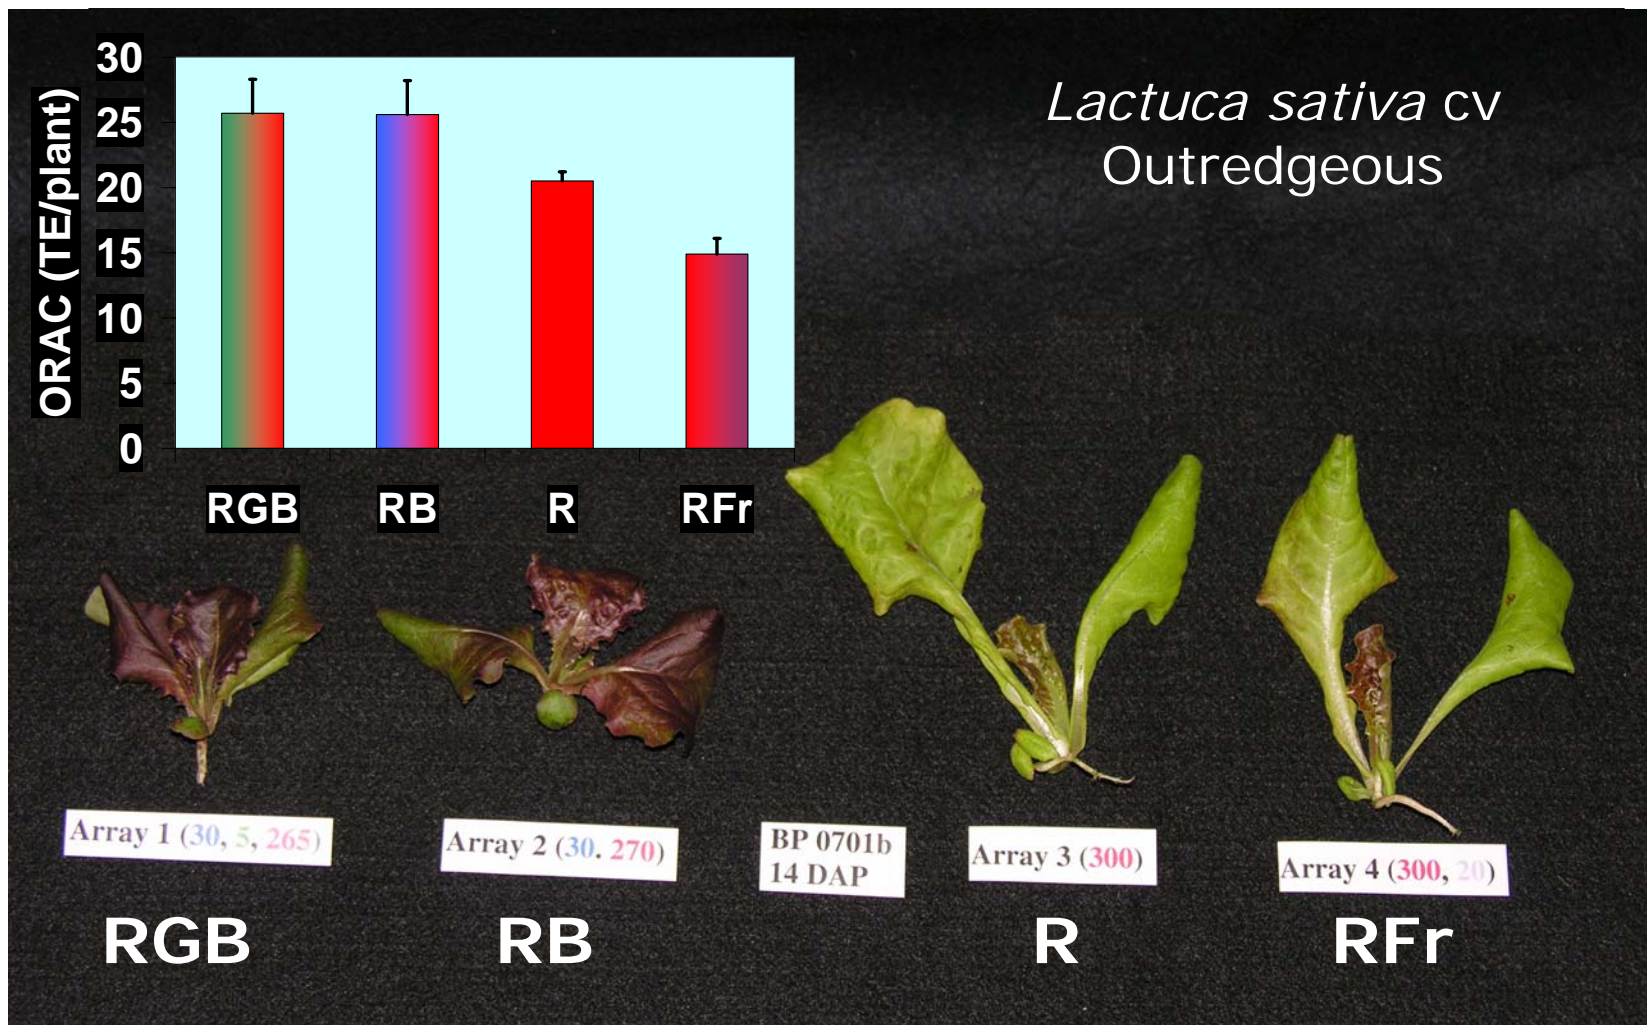 30
25
20
15
10
5
0
ORAC (TE/plant)
RGB RB R RFr
Lactuca sativa cv
Outredgeous
Array 1 (30, 5, 265)
Array 2 (30. 270)
BP 0701b
14 DAP
Array 3 (300)
Array 4 (300, 20)
RGB RB R RFr